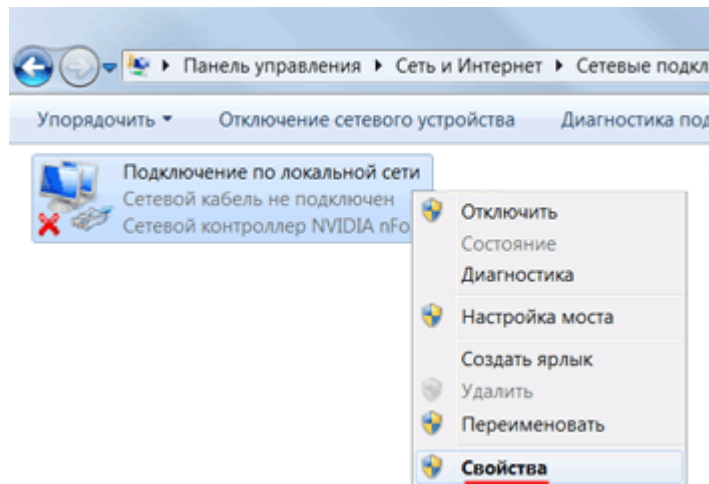 Панель управления ▸ Сеть и Интернет ▸ Сетевые подкл
Упорядочить Отключение сетевого устройства Диагностика под
Подключение по локальной сети
Сетевой кабель не подключен
Сетевой контроллер NVIDIA nFo
Отключить
Состояние
Диагностика
Настройка моста
Создать ярлык
Удалить
Переименовать
Свойства